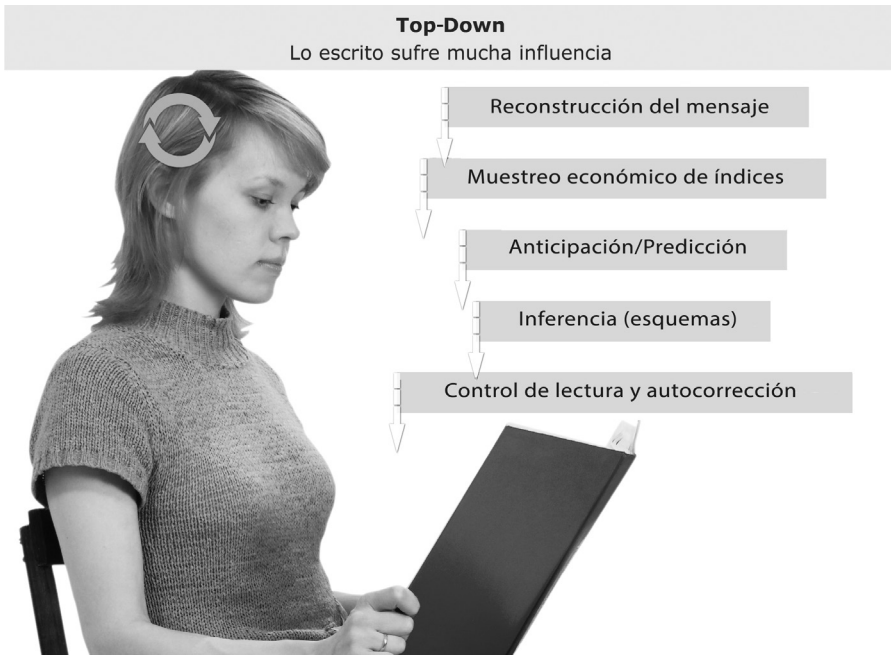 Top-Down
Lo escrito sufre mucha influencia
Reconstrucción del mensaje
Muestreo económico de índices
Anticipación/Predicción
Inferencia (esquemas)
Control de lectura y autocorrección